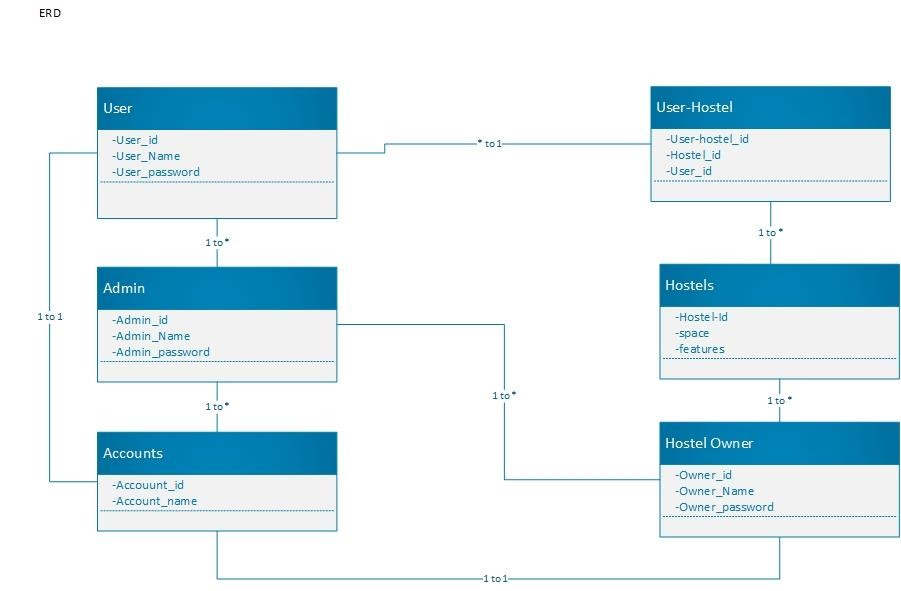 ERD
User
-User_id
-User_Name
-User_password
* to1
User-Hostel
-User-hostel_id
-Hostel_id
-User_id
1 to *
1 to *
Admin
-Admin_id
-Admin_Name
-Admin_password
Hostels
-Hostel-Id
-space
-features
1 to 1
1 to *
1 to *
1 to *
Accounts
-Accouunt_id
-Account_name
Hostel Owner
-Owner_id
-Owner_Name
-Owner_password
1 to 1